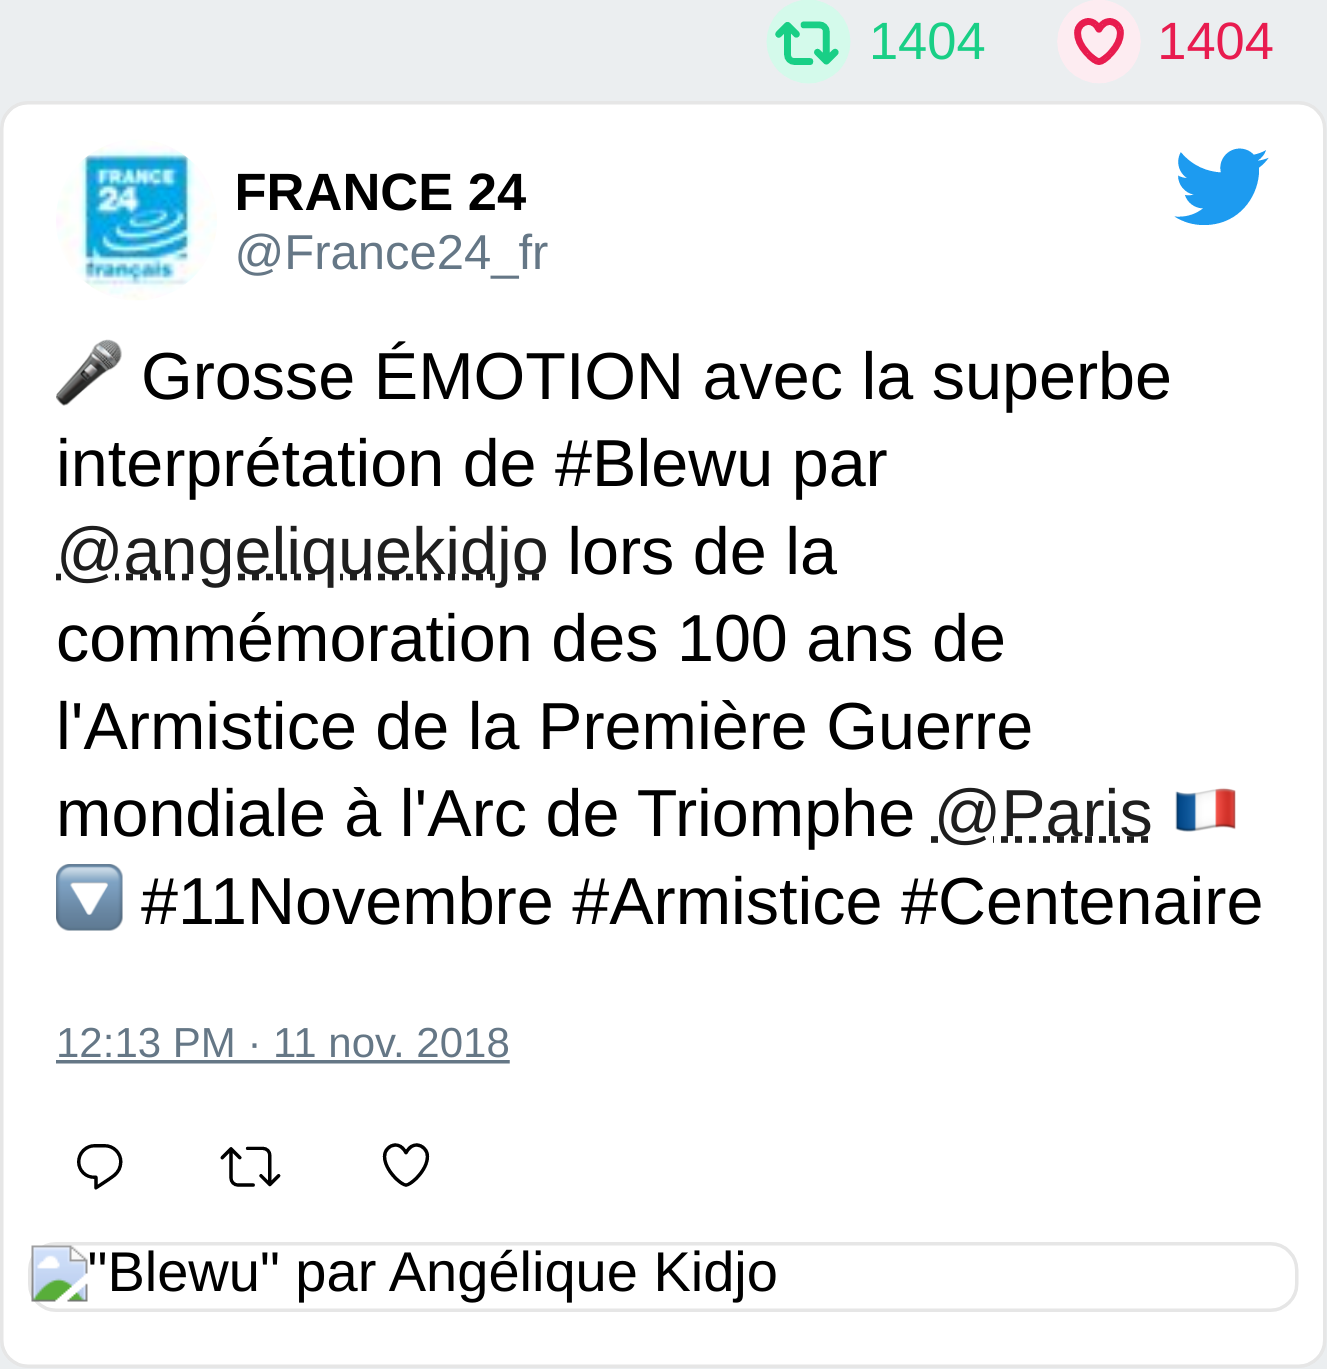 1404 1404
FRANCE
24
français
FRANCE 24
@France24_fr
🎤 Grosse ÉMOTION avec la superbe
interprétation de #Blewu par
@angeliquekidjo lors de la
commémoration des 100 ans de
l'Armistice de la Première Guerre
mondiale à l'Arc de Triomphe @Paris 🇫🇷
🔽 #11Novembre #Armistice #Centenaire
12:13 PM · 11 nov. 2018
"Blewu" par Angélique Kidjo